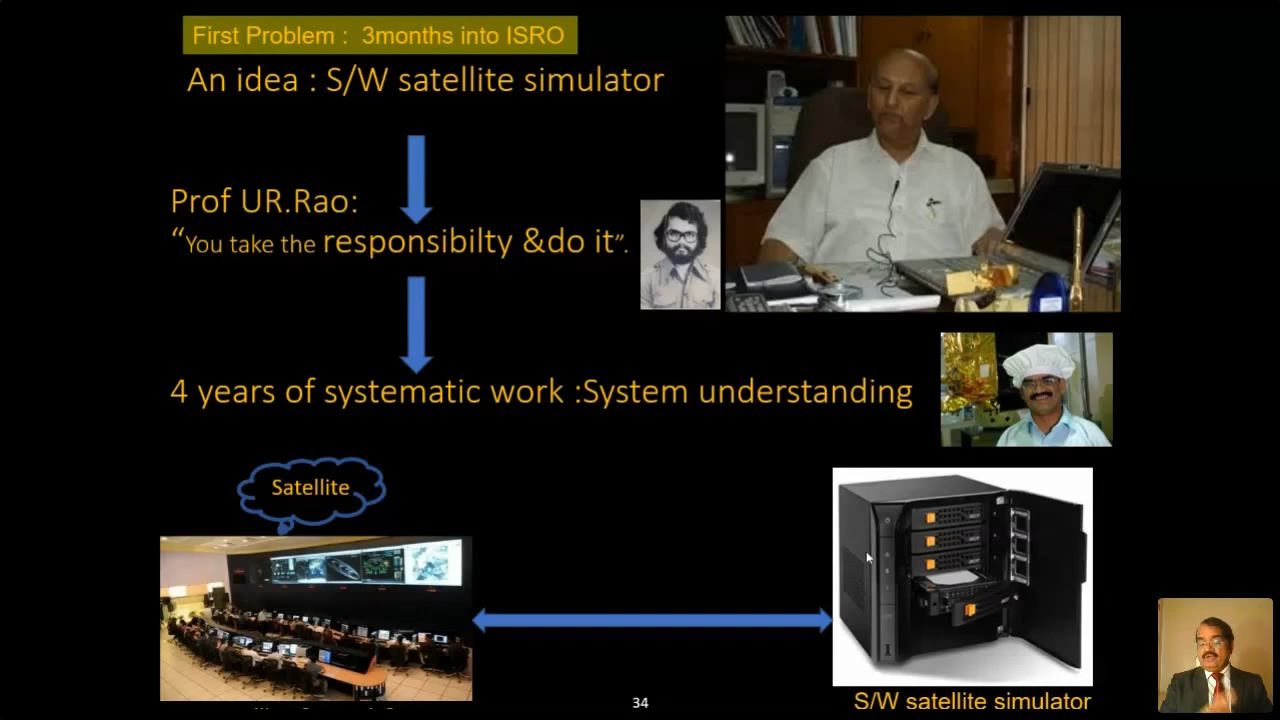 First Problem : 3months into ISRO
An idea : S/W satellite simulator
Prof UR.Rao:
“You take the responsibilty &do it”.
4 years of systematic work :System understanding
Satellite
34
S/W satellite simulator